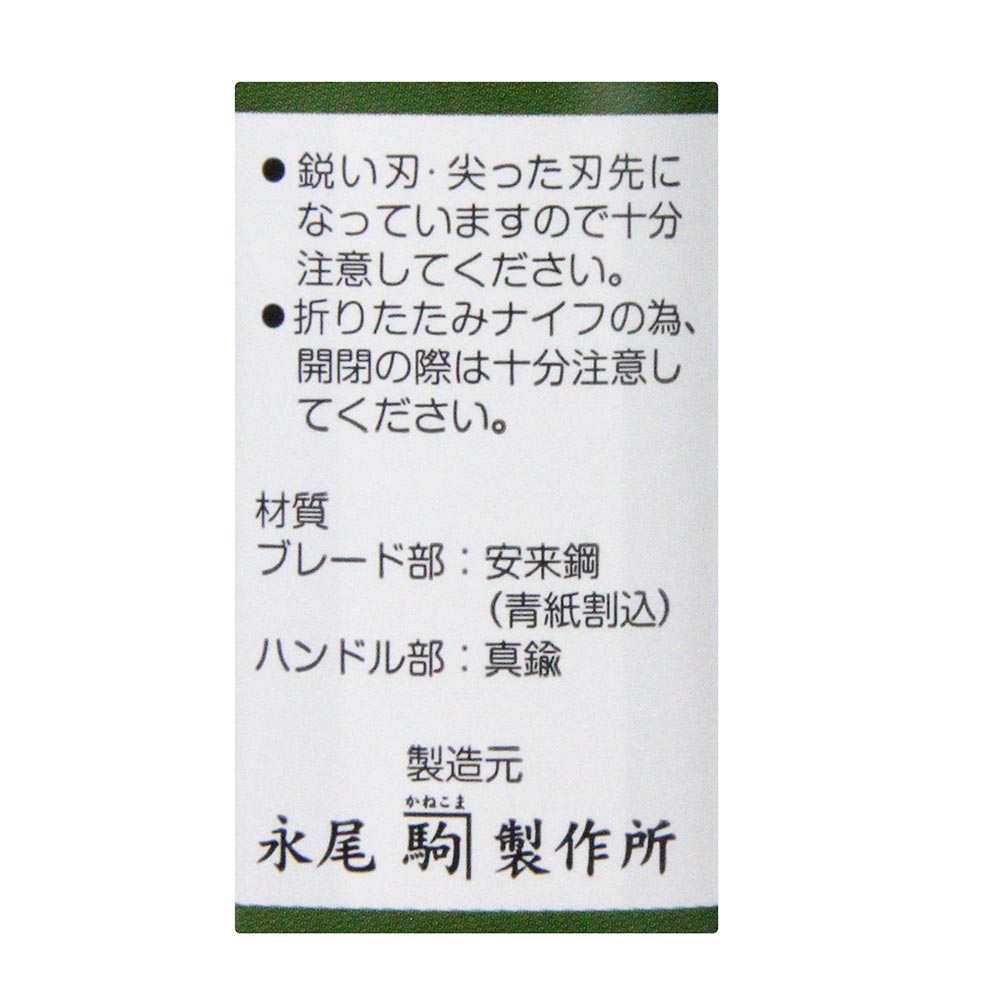 ●鋭い刃·尖った刃先に
なっていますので十分
注意してください。
●折りたたみナイフの為、
開閉の際は十分注意し
てください。
材質
ブレード部：安来鋼
（青紙割込）
ハンドル部：真鍮
製造元
かねこま
永尾駒製作所